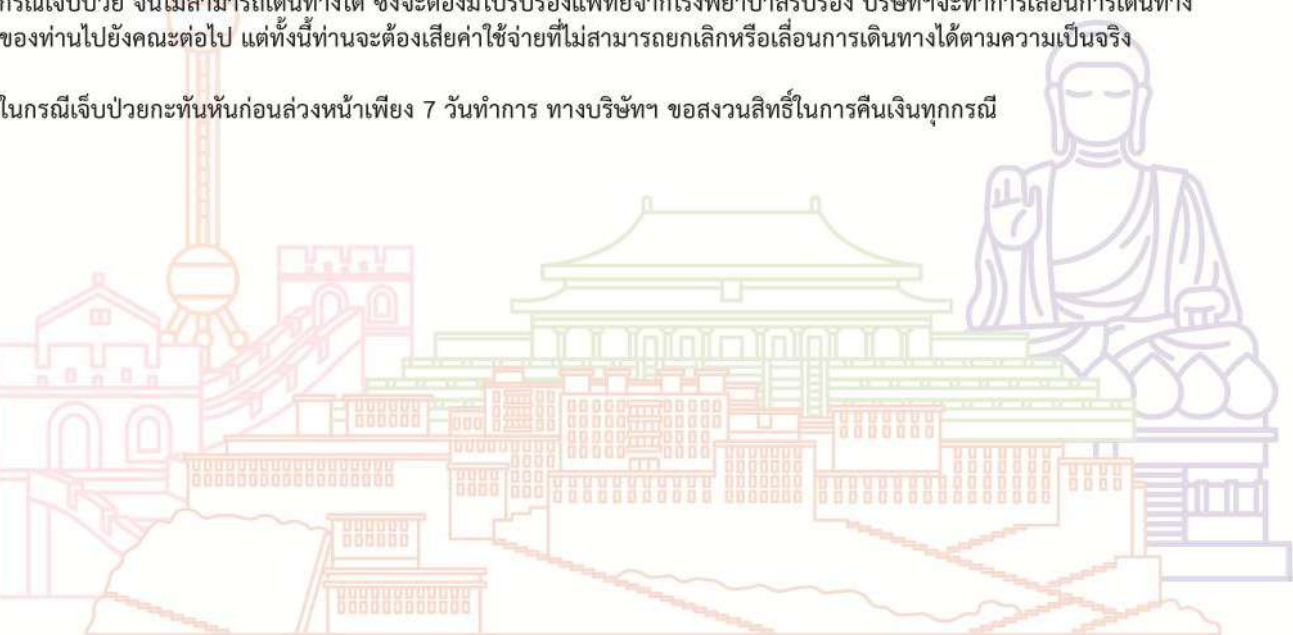 กรณีเจ็บป่วย จนไม่สามารถเดินทางได้ ซึ่งจะต้องมีใบรับรองแพทย์จากโรงพยาบาลรับรอง บริษัทฯจะทำการเลื่อนการเดินทาง
ของท่านไปยังคณะต่อไป แต่ทั้งนี้ท่านจะต้องเสียค่าใช้จ่ายที่ไม่สามารถยกเลิกหรือเลื่อนการเดินทางได้ตามความเป็นจริง
ในกรณีเจ็บป่วยกะทันหันก่อนล่วงหน้าเพียง 7 วันทำการ ทางบริษัทฯ ขอสงวนสิทธิ์ในการคืนเงินทุกกรณี